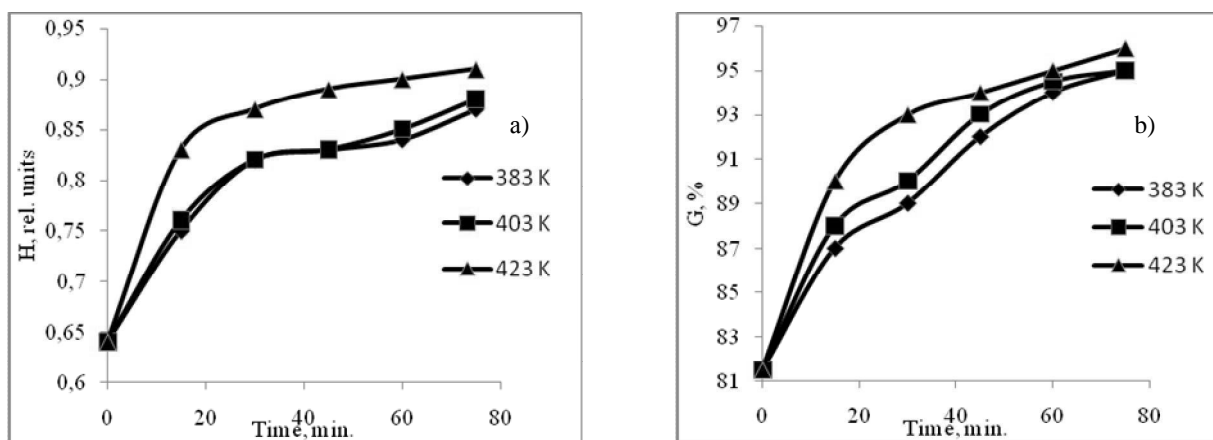 H, rel. units
0,95
0,9
0,85
0,8
0,75
0,7
0,65
0,6
0 20 40 60 80
Time, min.
a)
383 K
403 K
423 K
G, %
97
95
93
91
89
87
85
83
81
0 20 40 60 80
Time, min.
b)
383 K
403 K
423 K